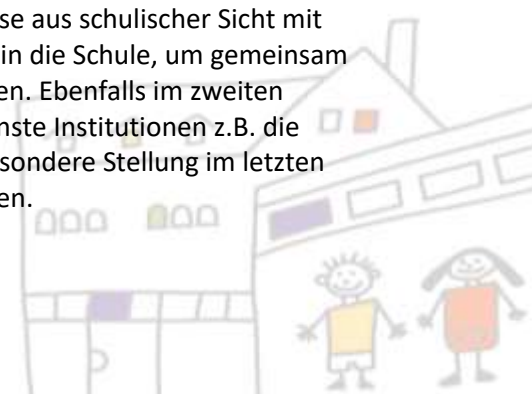 se aus schulischer Sicht mit
in die Schule, um gemeinsam
en. Ebenfalls im zweiten
nste Institutionen z.B. die
sondere Stellung im letzten
en.